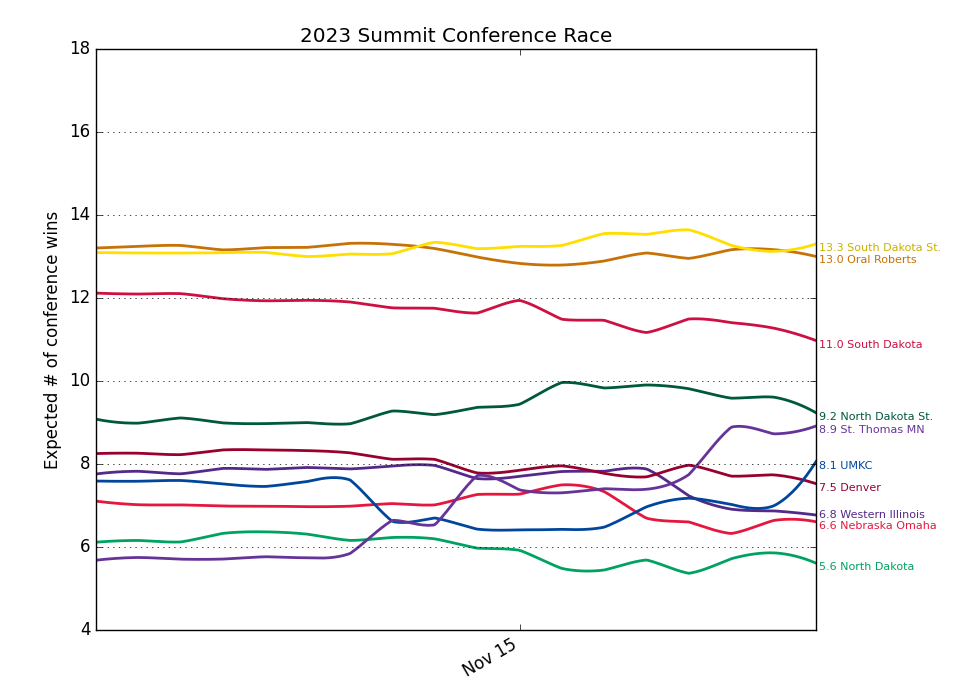 2023 Summit Conference Race
Expected # of conference wins
18
16
14
12
10
8
6
4
Nov 15
13.3 South Dakota St.
13.0 Oral Roberts
11.0 South Dakota
9.2 North Dakota St.
8.9 St. Thomas MN
8.1 UMKC
7.5 Denver
6.8 Western Illinois
6.6 Nebraska Omaha
5.6 North Dakota